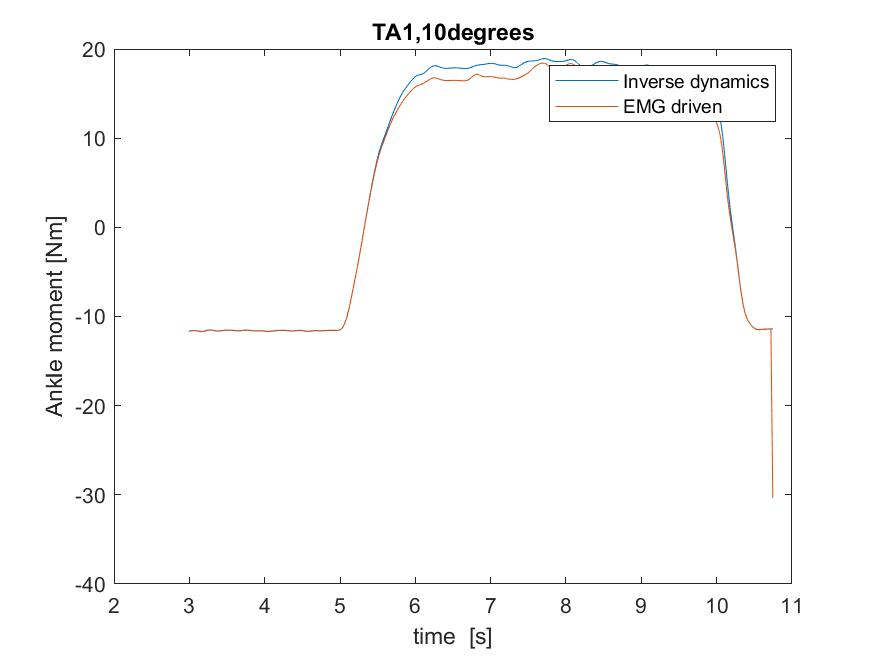 TA1,10degrees
20
10
0
-10
-20
-30
-40
Ankle moment [Nm]
Inverse dynamics
EMG driven
2 3 4 5 6 7 8 9 10 11
time [s]